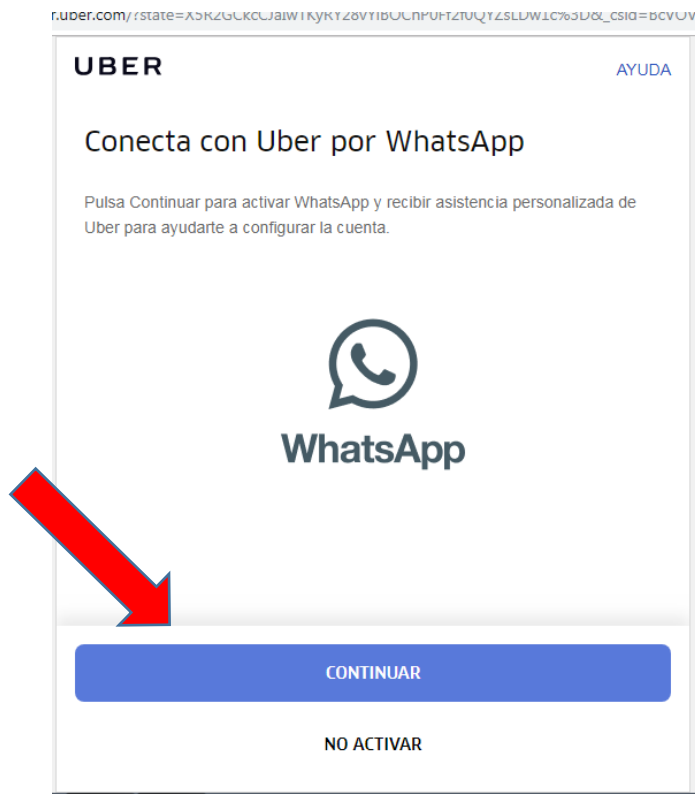 UBER
AYUDA
Conecta con Uber por WhatsApp
Pulsa Continuar para activar WhatsApp y recibir asistencia personalizada de
Uber para ayudarte a configurar la cuenta.
WhatsApp
CONTINUAR
NO ACTIVAR